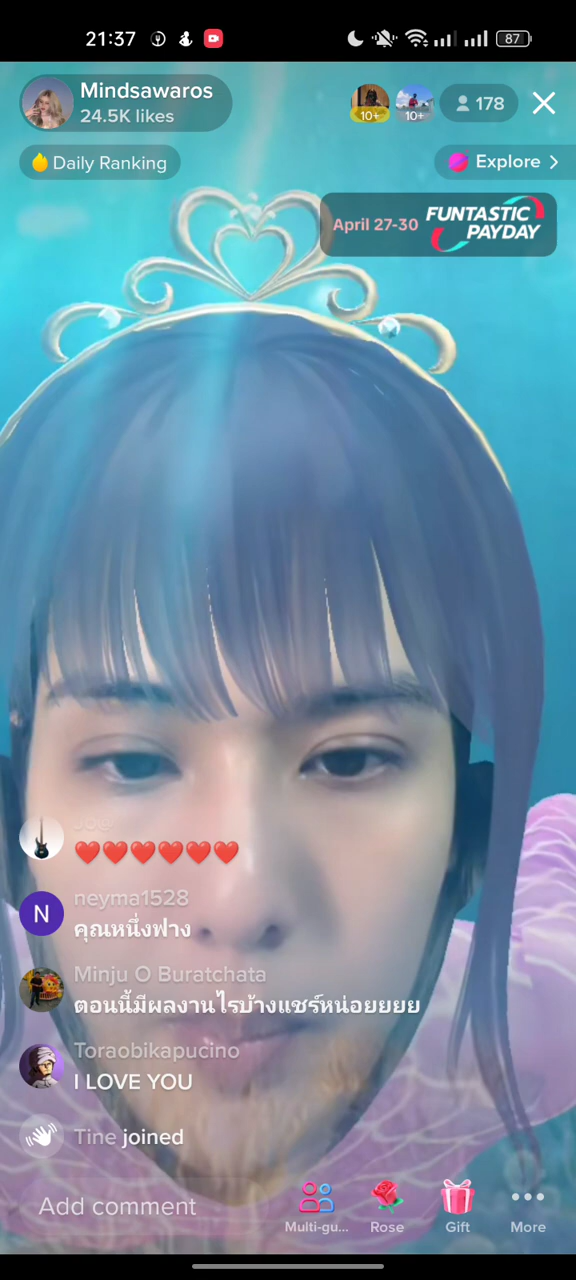 21:37
87
Mindsawaros
24.5K likes
10+
10+
178
Daily Ranking
Explore
April 27-30
FUNTASTIC
PAYDAY
neyma1528
N
คุณหนึ่งฟาง
Minju O Buratchata
ตอนนี้มีผลงานไรบ้างแชร์หน่อยยยย
Toraobikapucino
I LOVE YOU
Tine joined
Add comment
Multi-gu...
Rose
Gift
More